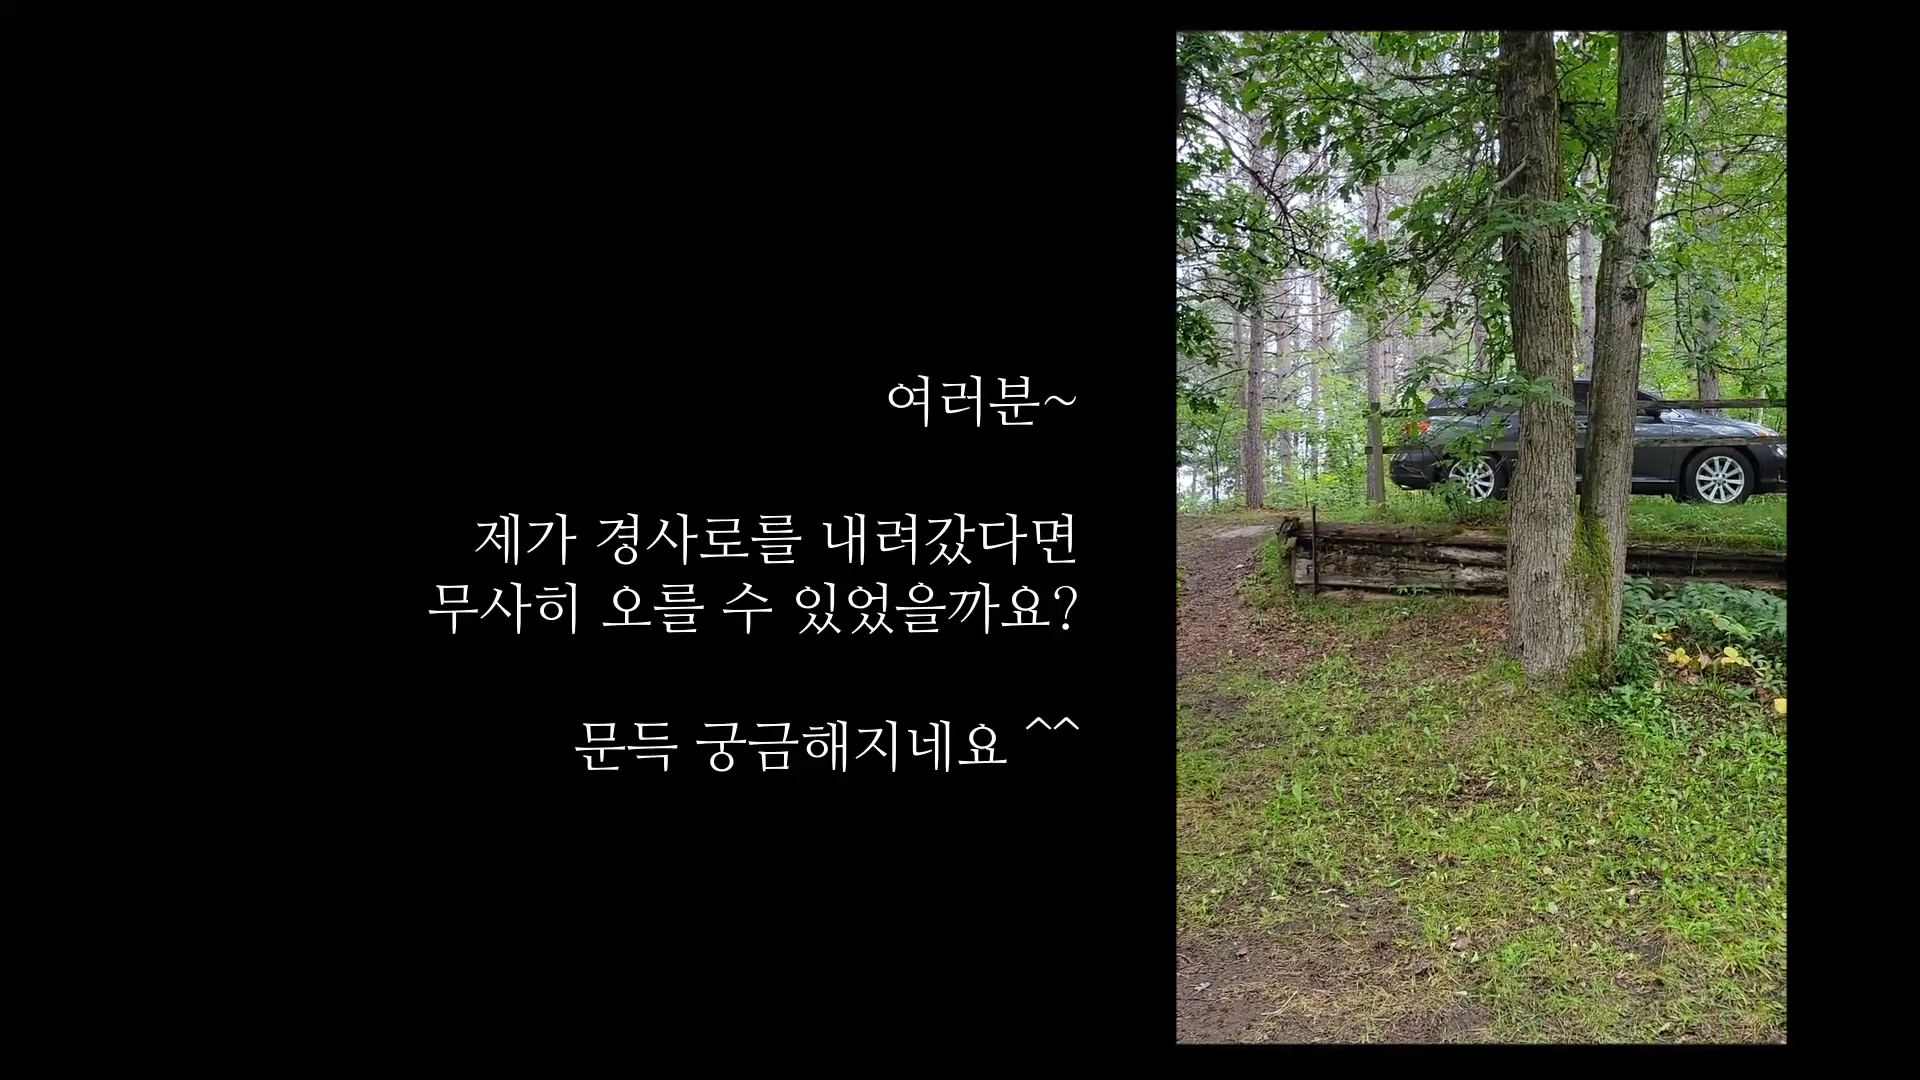 여러분~
제가 경사로를 내려갔다면
무사히 오를 수 있었을까요?
문득 궁금해지네요 ^^